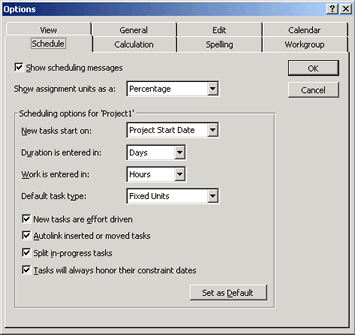 Options
View General Edit Calendar
Schedule Calculation Spelling Workgroup
Show scheduling messages
OK
Show assignment units as a: Percentage
Cancel
Scheduling options for 'Project1'
New tasks start on: Project Start Date
Duration is entered in: Days
Work is entered in: Hours
Default task type: Fixed Units
New tasks are effort driven
Autolink inserted or moved tasks
Split in-progress tasks
Tasks will always honor their constraint dates
Set as Default